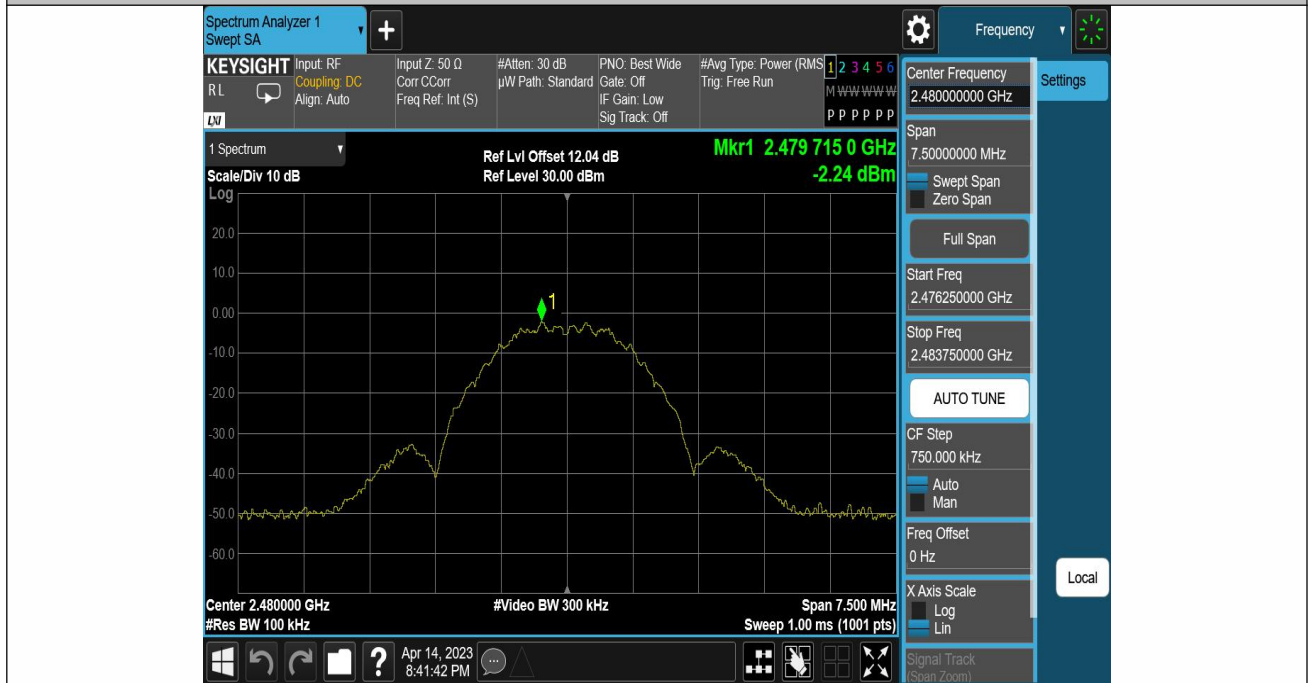 Spectrum Analyzer 1
Swept SA
Frequency
KEYSIGHT
RL
LXI
Input: RF
Coupling: DC
Align: Auto
Input Z: 50 Ω
Corr CCorr
Freq Ref: Int (S)
#Atten: 30 dB
µW Path: Standard
PNO: Best Wide
Gate: Off
IF Gain: Low
Sig Track: Off
#Avg Type: Power (RMS
Trig: Free Run
1 2 3 4 5 6
M W W W W W
P P P P P P
1 Spectrum
Scale/Div 10 dB
Ref Lvl Offset 12.04 dB
Ref Level 30.00 dBm
Mkr1 2.479 715 0 GHz
-2.24 dBm
Log
20.0
10.0
0.00
-10.0
-20.0
-30.0
-40.0
-50.0
-60.0
1
Center 2.480000 GHz
#Res BW 100 kHz
#Video BW 300 kHz
Span 7.500 MHz
Sweep 1.00 ms (1001 pts)
Center Frequency
2.480000000 GHz
Settings
Span
7.50000000 MHz
Swept Span
Zero Span
Full Span
Start Freq
2.476250000 GHz
Stop Freq
2.483750000 GHz
AUTO TUNE
CF Step
750.000 kHz
Auto
Man
Freq Offset
0 Hz
X Axis Scale
Log
Lin
Local
Signal Track
(Span Zoom)
?
Apr 14, 2023
8:41:42 PM